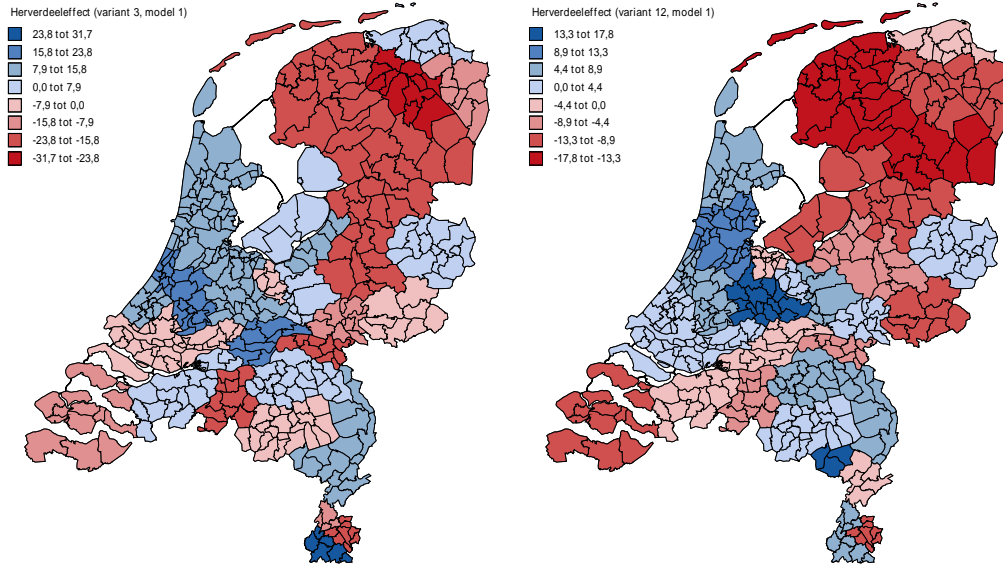 Herverdeeleffect (variant 3, model 1)
23,8 tot 31,7
15,8 tot 23,8
7,9 tot 15,8
0,0 tot 7,9
-7,9 tot 0,0
-15,8 tot -7,9
-23,8 tot -15,8
-31,7 tot -23,8
Herverdeeleffect (variant 12, model 1)
13,3 tot 17,8
8,9 tot 13,3
4,4 tot 8,9
0,0 tot 4,4
-4,4 tot 0,0
-8,9 tot -4,4
-13,3 tot -8,9
-17,8 tot -13,3